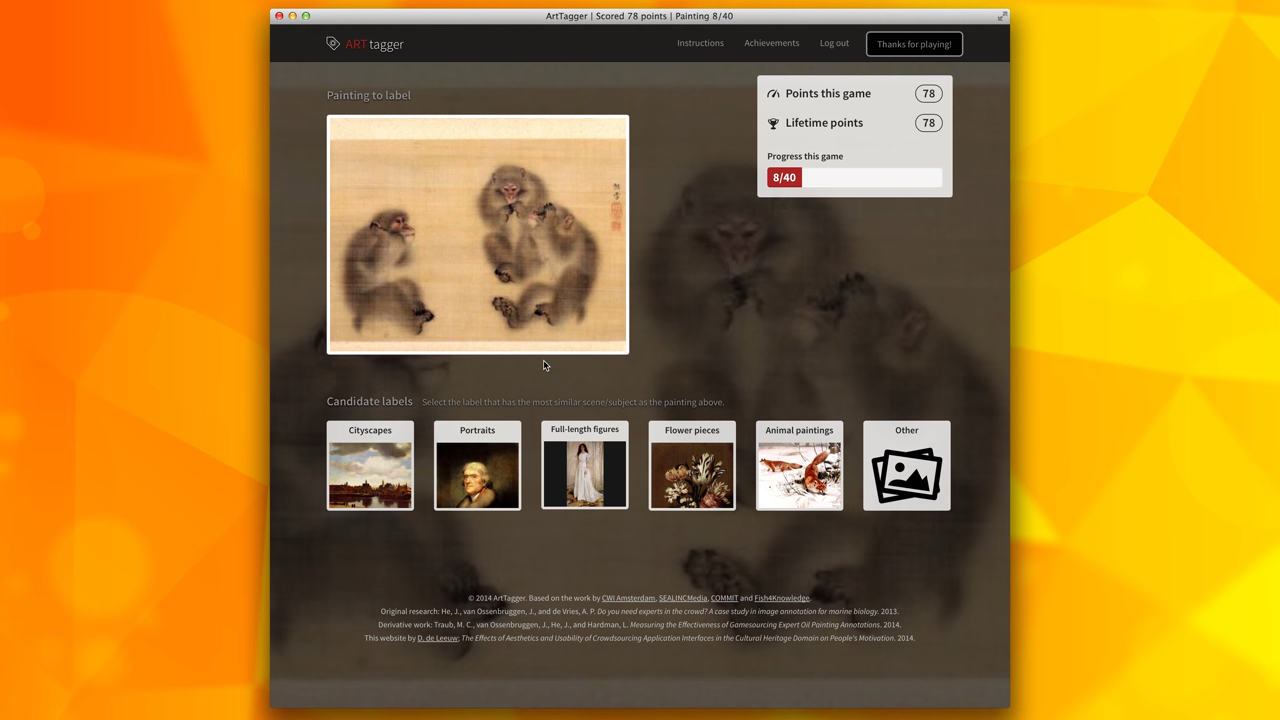 ArtTagger | Scored 78 points | Painting 8/40
ART tagger
Instructions
Achievements
Log out
Thanks for playing!
Painting to label
Points this game 78
Lifetime points 78
Progress this game
8/40
Candidate labels Select the label that has the most similar scene/subject as the painting above.
Cityscapes
Portraits
Full-length figures
Flower pieces
Animal paintings
Other
© 2014 ArtTagger. Based on the work by CWI Amsterdam, SEALINCMedia, COMMIT and Fish4Knowledge.
Original research: He, J., van Ossenbruggen, J., and de Vries, A. P. Do you need experts in the crowd? A case study in image annotation for marine biology. 2013.
Derivative work: Traub, M. C., van Ossenbruggen, J., He, J., and Hardman, L. Measuring the Effectiveness of Gamesourcing Expert Oil Painting Annotations. 2014.
This website by D. de Leeuw: The Effects of Aesthetics and Usability of Crowdsourcing Application Interfaces in the Cultural Heritage Domain on People's Motivation. 2014.